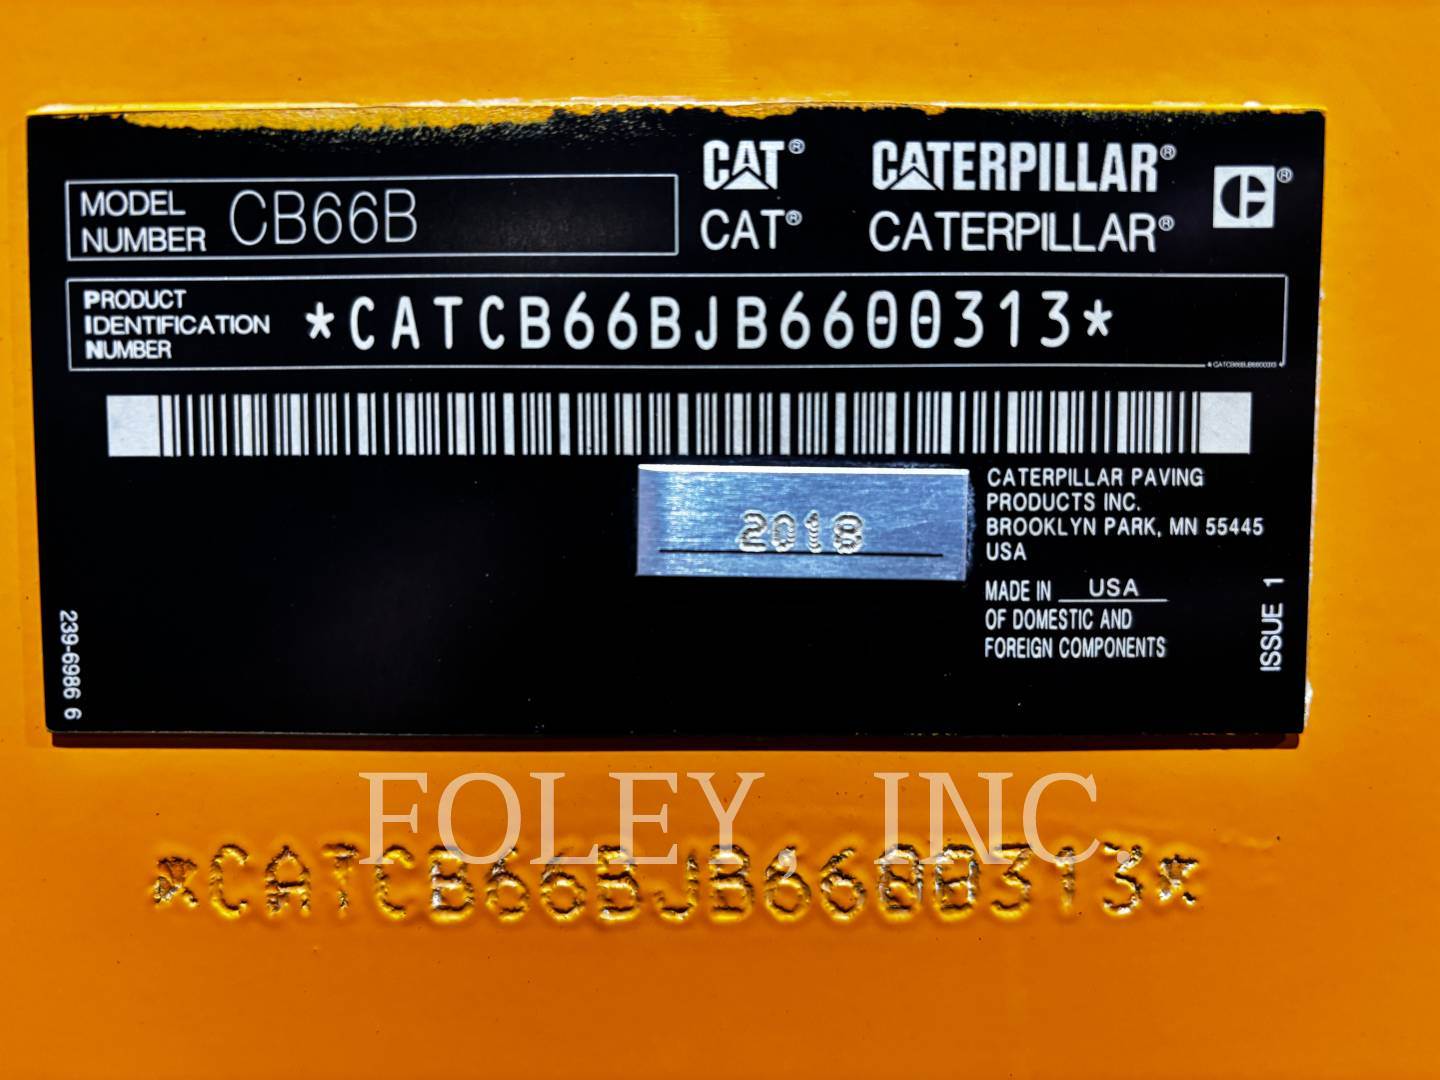 CAT® CATERPILLAR® ®
MODEL
NUMBER CB66B
CAT® CATERPILLAR®
PRODUCT
IDENTIFICATION
NUMBER
*CATCB66BJB6600313*
*CATCB66BJB6600313*
2018
CATERPILLAR PAVING
PRODUCTS INC.
BROOKLYN PARK, MN 55445
USA
MADE IN USA
OF DOMESTIC AND
FOREIGN COMPONENTS
ISSUE 1
239-6986 6
FOLEY, INC.
*CATCB66BJB6600313*